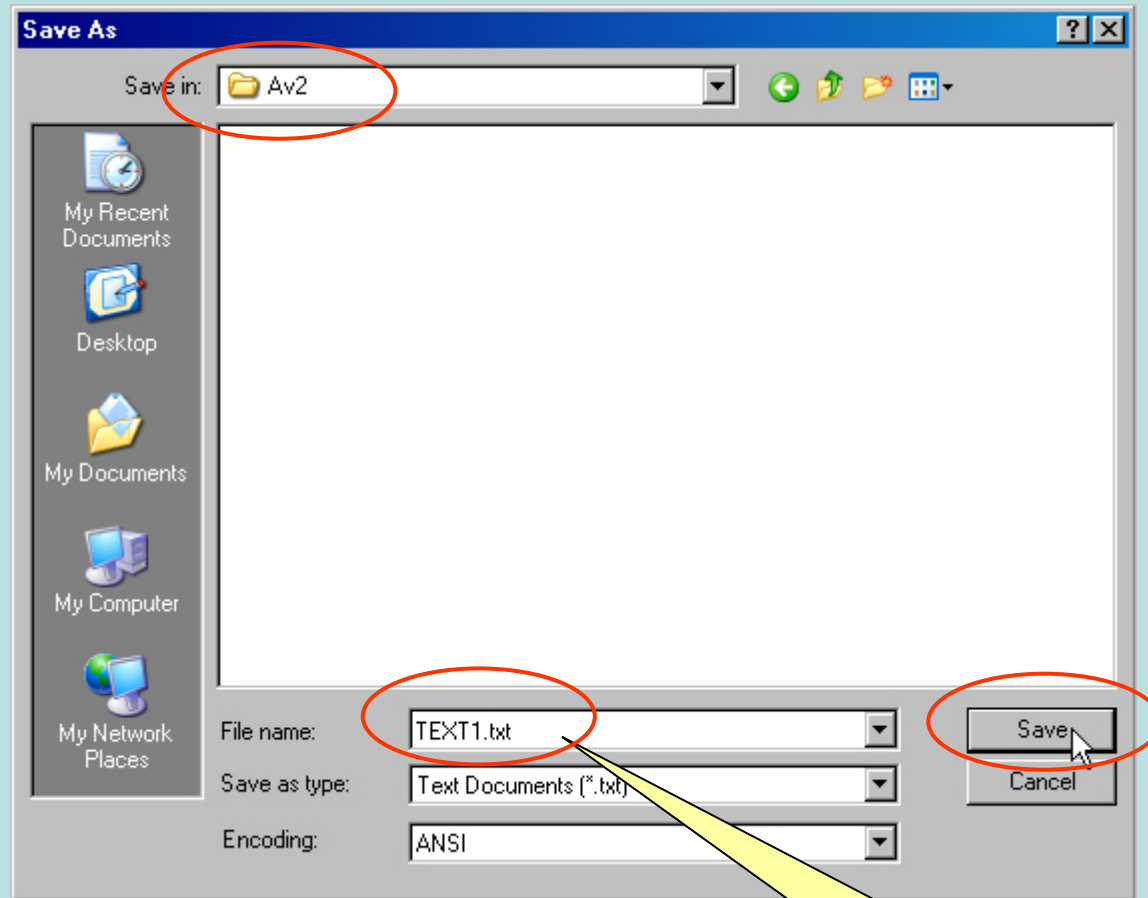 Save As
Save in: Av2
My Recent
Documents
Desktop
My Documents
My Computer
My Network
Places
File name: TEXT1.txt Save
Save as type: Text Documents (*.txt) Cancel
Encoding: ANSI